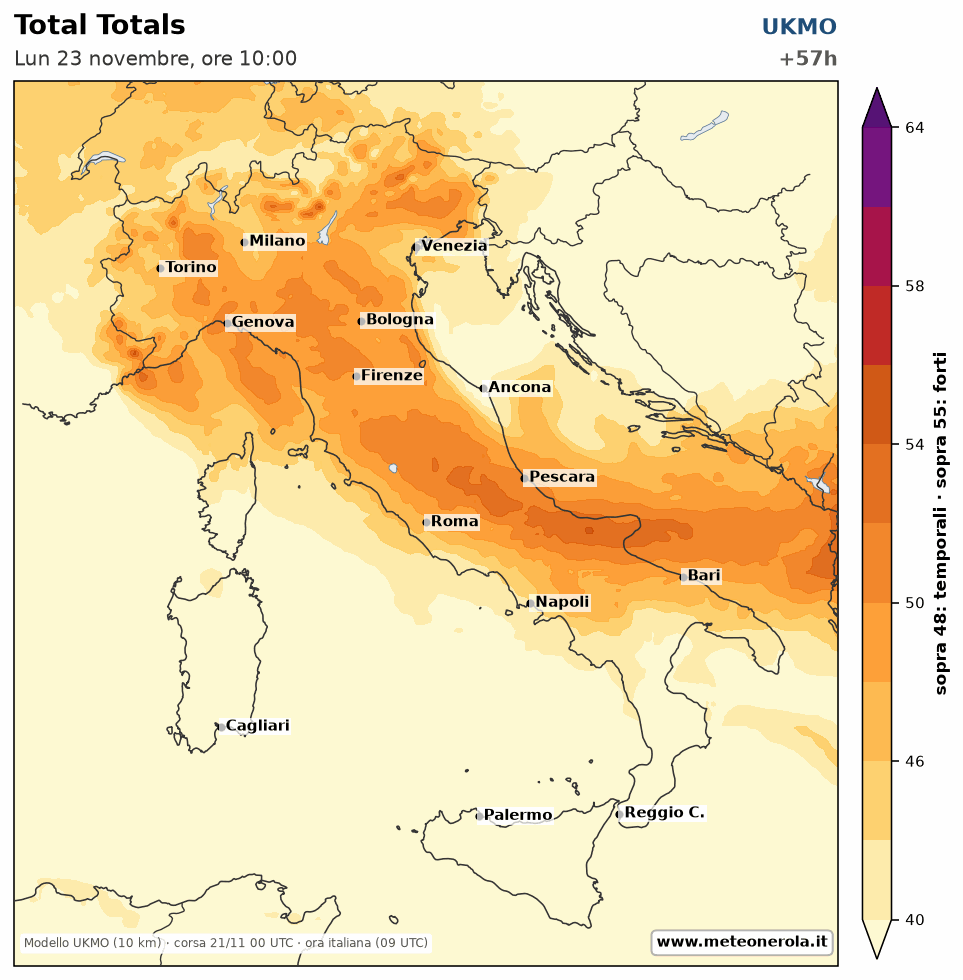 Total Totals
UKMO
Lun 23 novembre, ore 10:00
+57h
64
58
54
50
46
40
sopra 48: temporali · sopra 55: forti
Milano
Venezia
Torino
Genova
Bologna
Firenze
Ancona
Pescara
Roma
Bari
Napoli
Cagliari
Palermo
Reggio C.
Modello UKMO (10 km) · corsa 21/11 00 UTC · ora italiana (09 UTC)
www.meteonerola.it